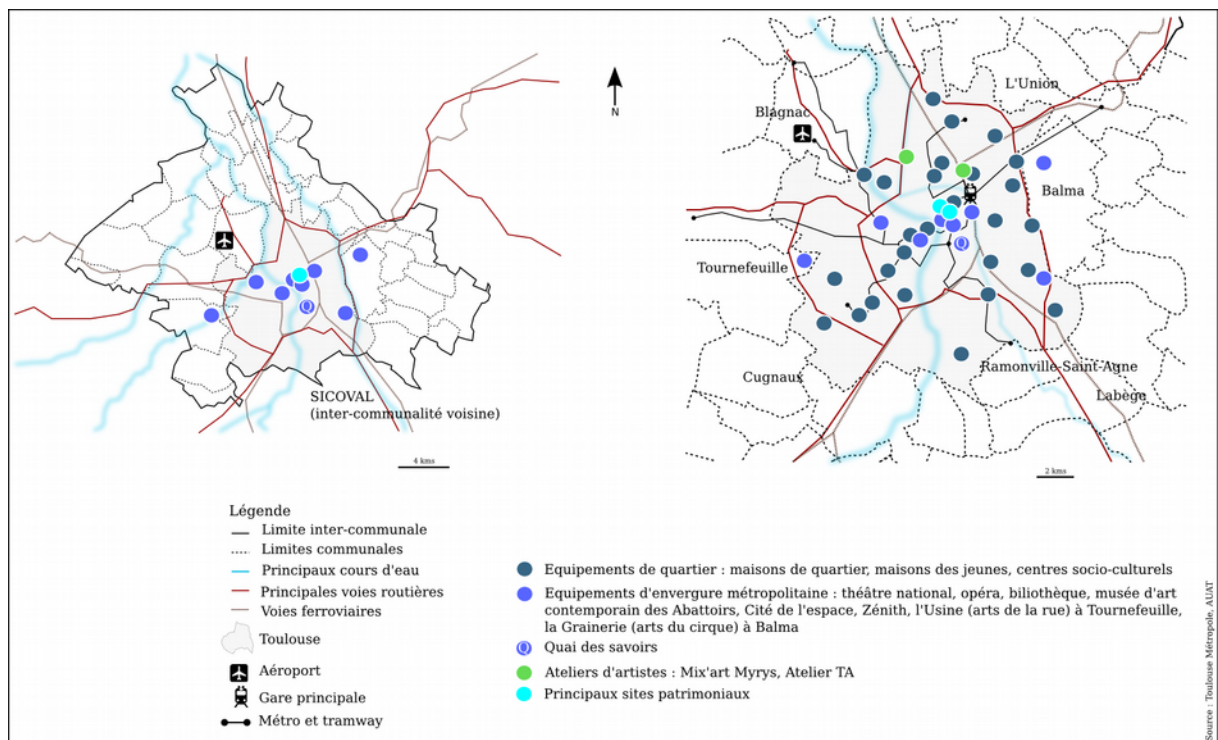 N
SICOVAL
(inter-communalité voisine)
4 kms
L'Union
Blagnac
Balma
Tournefeuille
Cugnaux
Ramonville-Saint-Agne
Labège
2 kms
Légende
Limite inter-communale
Limites communales
Principaux cours d'eau
Principales voies routières
Voies ferroviaires
Toulouse
Aéroport
Gare principale
Métro et tramway
Equipements de quartier : maisons de quartier, maisons des jeunes, centres socio-culturels
Equipements d'envergure métropolitaine : théâtre national, opéra, biliothèque, musée d'art
contemporain des Abattoirs, Cité de l'espace, Zénith, l'Usine (arts de la rue) à Tournefeuille,
la Grainerie (arts du cirque) à Balma
Q Quai des savoirs
Ateliers d'artistes : Mix'art Myrys, Atelier TA
Principaux sites patrimoniaux
Source : Toulouse Métropole, AUAT